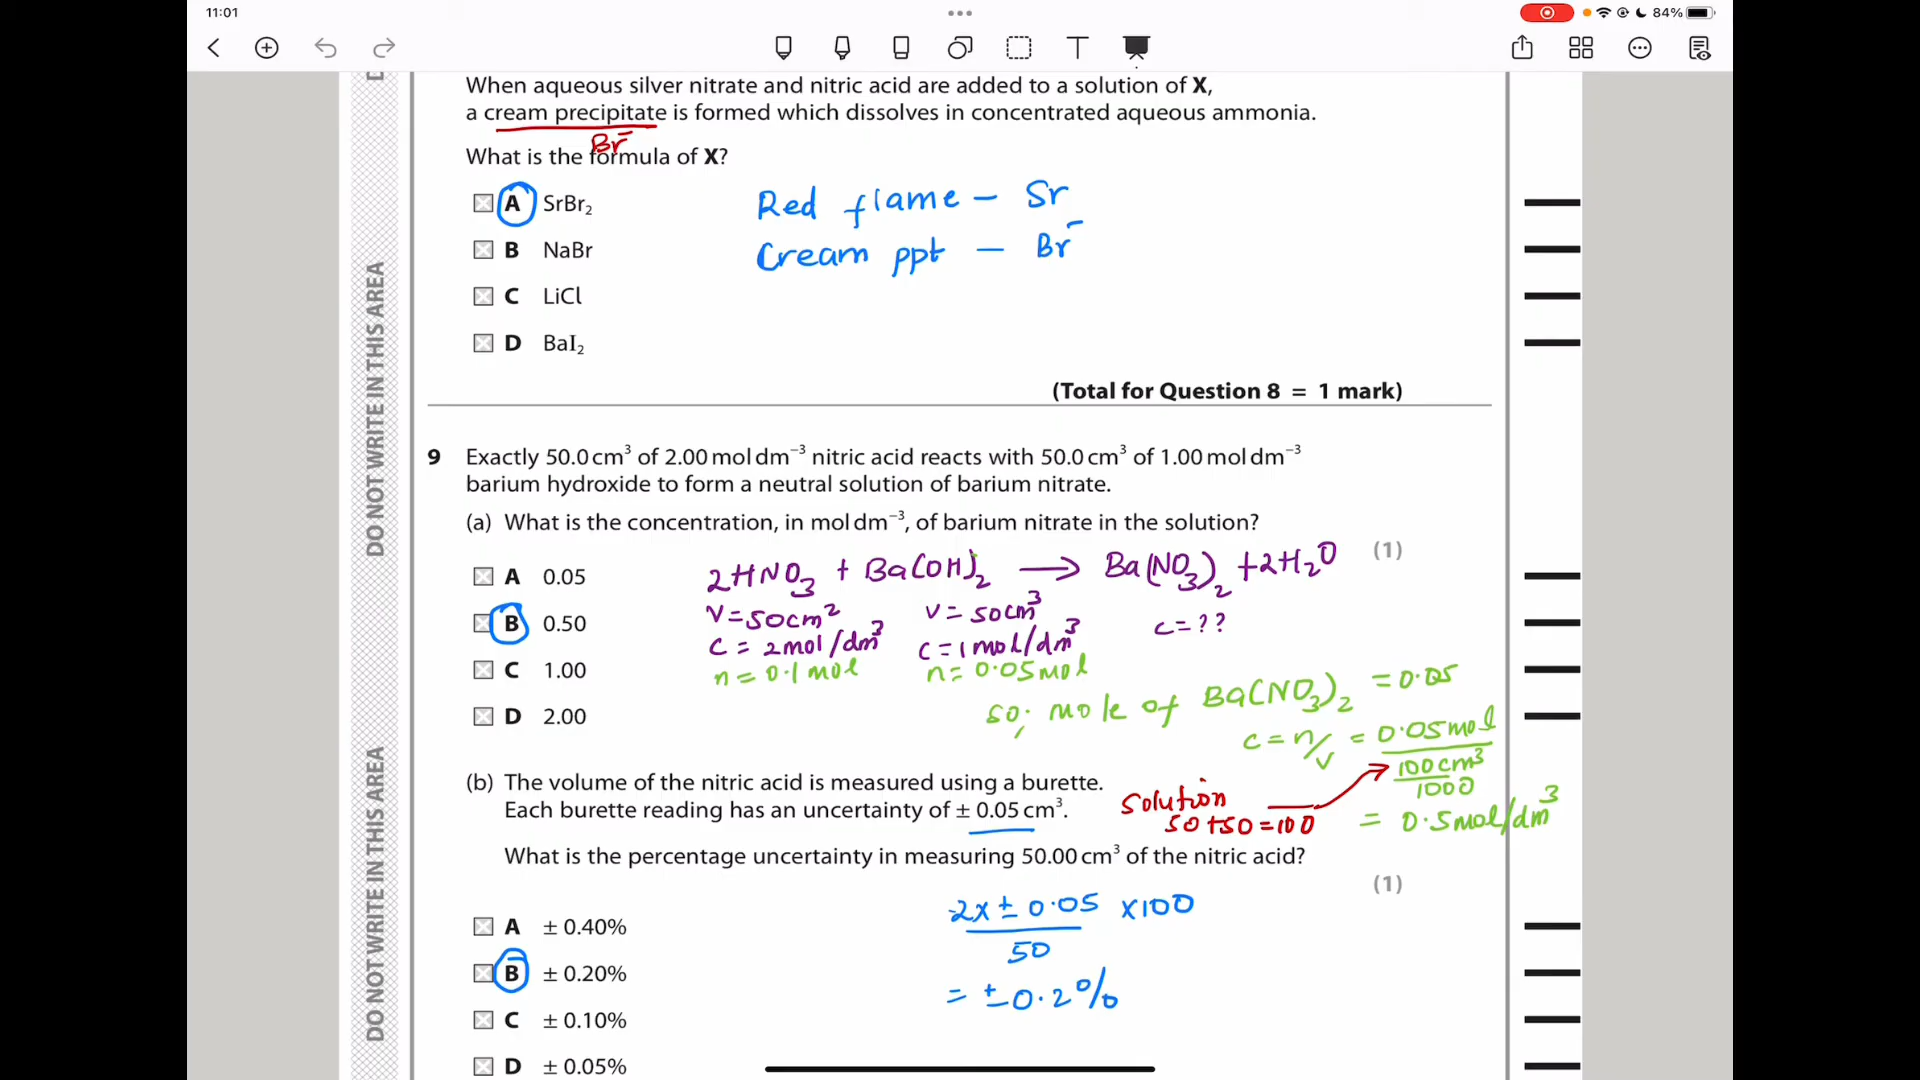 11:01
84%
When aqueous silver nitrate and nitric acid are added to a solution of X,
a cream precipitate is formed which dissolves in concentrated aqueous ammonia.
Br⁻
What is the formula of X?
A SrBr₂
B NaBr
C LiCl
D BaI₂
Red flame – Sr
Cream ppt – Br⁻
(Total for Question 8 = 1 mark)
9 Exactly 50.0 cm³ of 2.00 mol dm⁻³ nitric acid reacts with 50.0 cm³ of 1.00 mol dm⁻³
barium hydroxide to form a neutral solution of barium nitrate.
(a) What is the concentration, in mol dm⁻³, of barium nitrate in the solution?
(1)
A 0.05
B 0.50
C 1.00
D 2.00
2HNO₃ + Ba(OH)₂ → Ba(NO₃)₂ + 2H₂O
V = 50cm² V = 50cm³ C = ??
C = 2mol/dm³ C = 1mol/dm³
n = 0.1 mol n = 0.05mol
so, mole of Ba(NO₃)₂ = 0.05
C = n/V = 0.05mol
100cm³
1000
= 0.5mol/dm³
Solution
50+50=100
(b) The volume of the nitric acid is measured using a burette.
Each burette reading has an uncertainty of ± 0.05 cm³.
What is the percentage uncertainty in measuring 50.00 cm³ of the nitric acid?
(1)
A ± 0.40%
B ± 0.20%
C ± 0.10%
D ± 0.05%
2x ± 0.05 x100
50
= ±0.2%
D
DO NOT WRITE IN THIS AREA
DO NOT WRITE IN THIS AREA